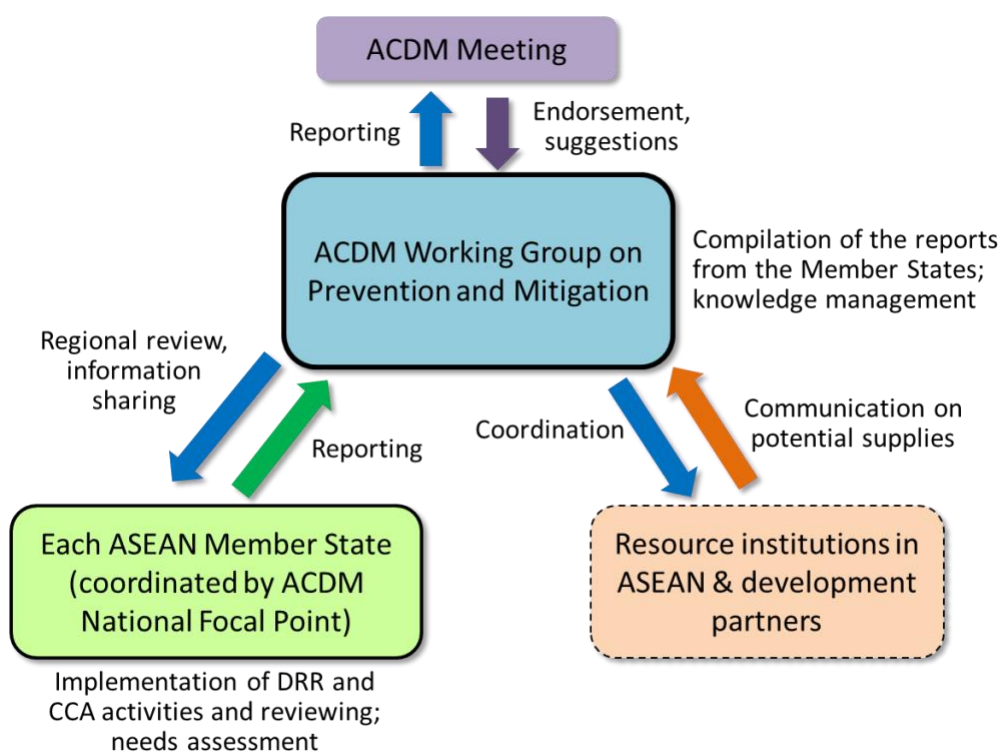 ACDM Meeting
Reporting
Endorsement,
suggestions
ACDM Working Group on
Prevention and Mitigation
Compilation of the reports
from the Member States;
knowledge management
Regional review,
information
sharing
Reporting
Coordination
Communication on
potential supplies
Each ASEAN Member State
(coordinated by ACDM
National Focal Point)
Resource institutions in
ASEAN & development
partners
Implementation of DRR and
CCA activities and reviewing;
needs assessment